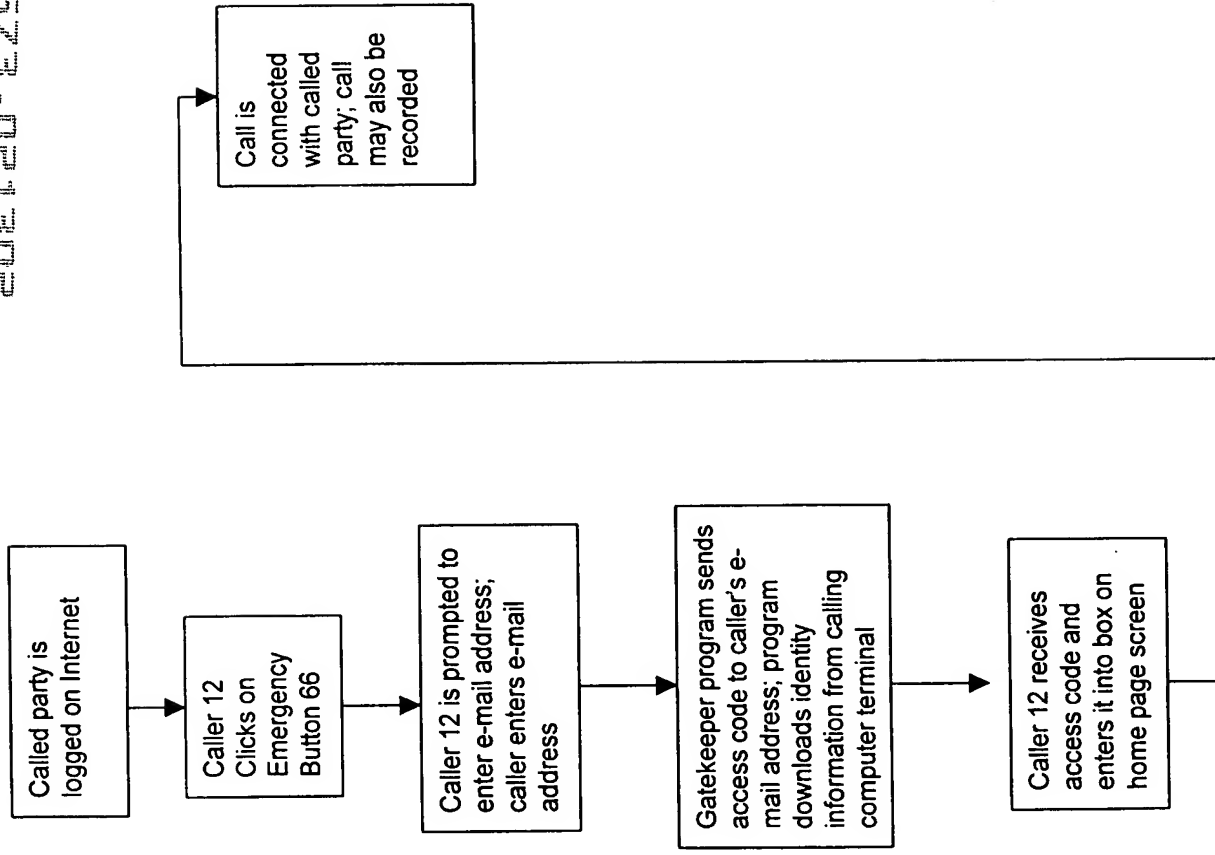 Called party is
logged on Internet
Caller 12
Clicks on
Emergency
Button 66
Caller 12 is prompted to
enter e-mail address;
caller enters e-mail
address
Gatekeeper program sends
access code to caller's e-
mail address; program
downloads identity
information from calling
computer terminal
Caller 12 receives
access code and
enters it into box on
home page screen
Call is
connected
with called
party; call
may also be
recorded